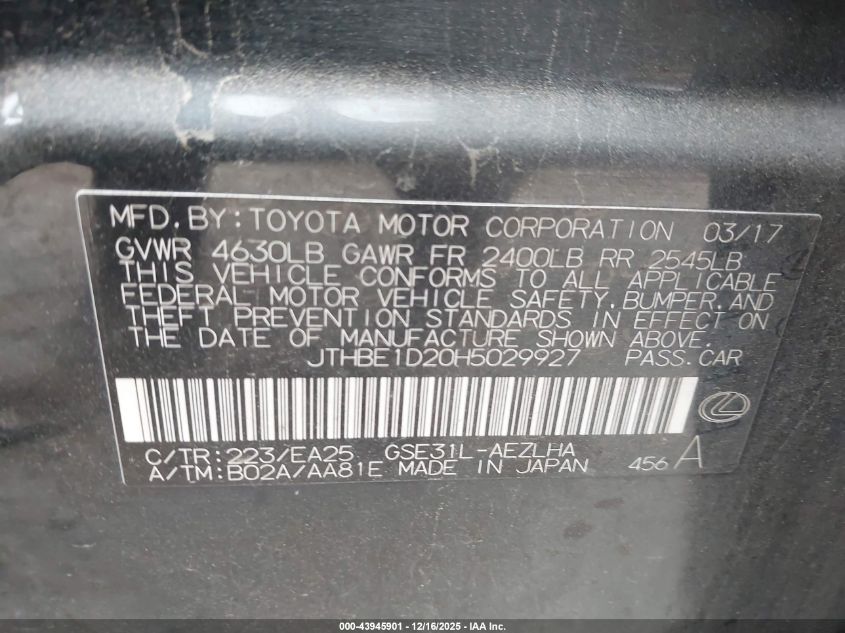 MFD. BY: TOYOTA MOTOR CORPORATION 03/17
GVWR 4630LB GAWR FR 2400LB RR 2545LB
THIS VEHICLE CONFORMS TO ALL APPLICABLE
FEDERAL MOTOR VEHICLE SAFETY, BUMPER, AND
THEFT PREVENTION STANDARDS IN EFFECT ON
THE DATE OF MANUFACTURE SHOWN ABOVE.
JTHBE1D20H5029927 PASS. CAR
C/TR: 223/EA25 GSE31L-AEZLHA
A/TM: B02A/AA81E MADE IN JAPAN 456 A
000-43945901 - 12/16/2025 - IAA Inc.